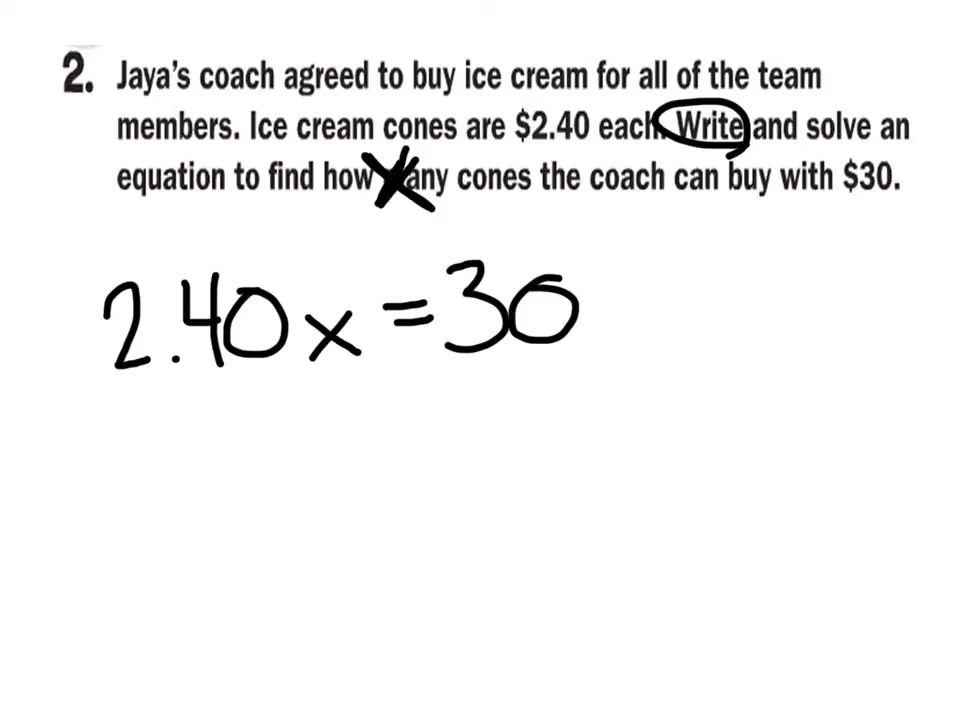 2. Jaya's coach agreed to buy ice cream for all of the team
members. Ice cream cones are $2.40 each. Write and solve an
equation to find how many cones the coach can buy with $30.
2.40x = 30